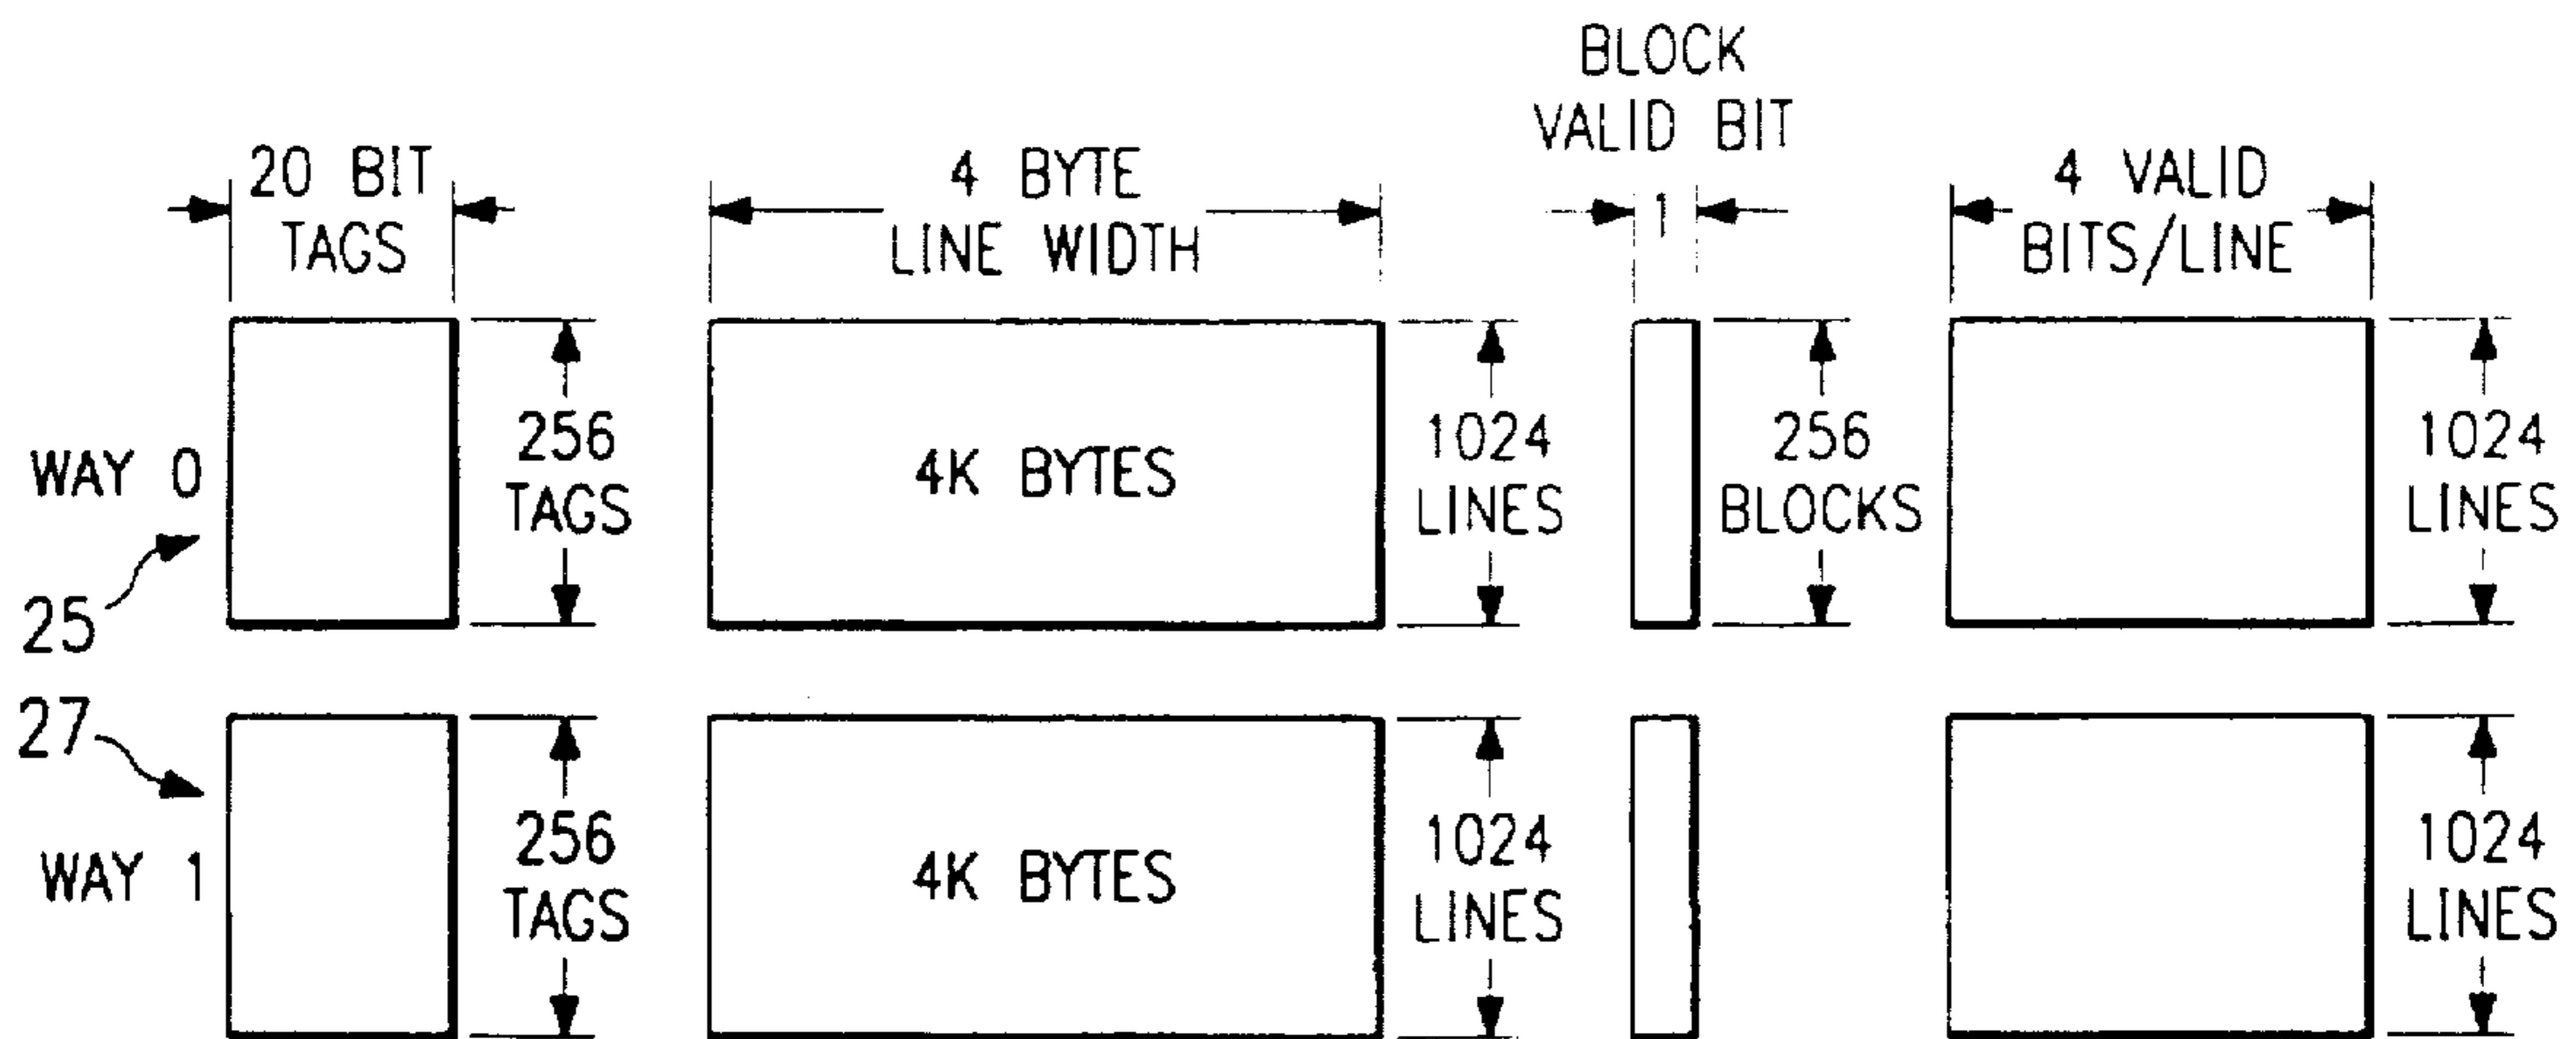 BLOCK
VALID BIT
20 BIT
TAGS
4 BYTE
LINE WIDTH
1
4 VALID
BITS/LINE
WAY 0
25
256
TAGS
4K BYTES
1024
LINES
256
BLOCKS
1024
LINES
27
WAY 1
256
TAGS
4K BYTES
1024
LINES
1024
LINES